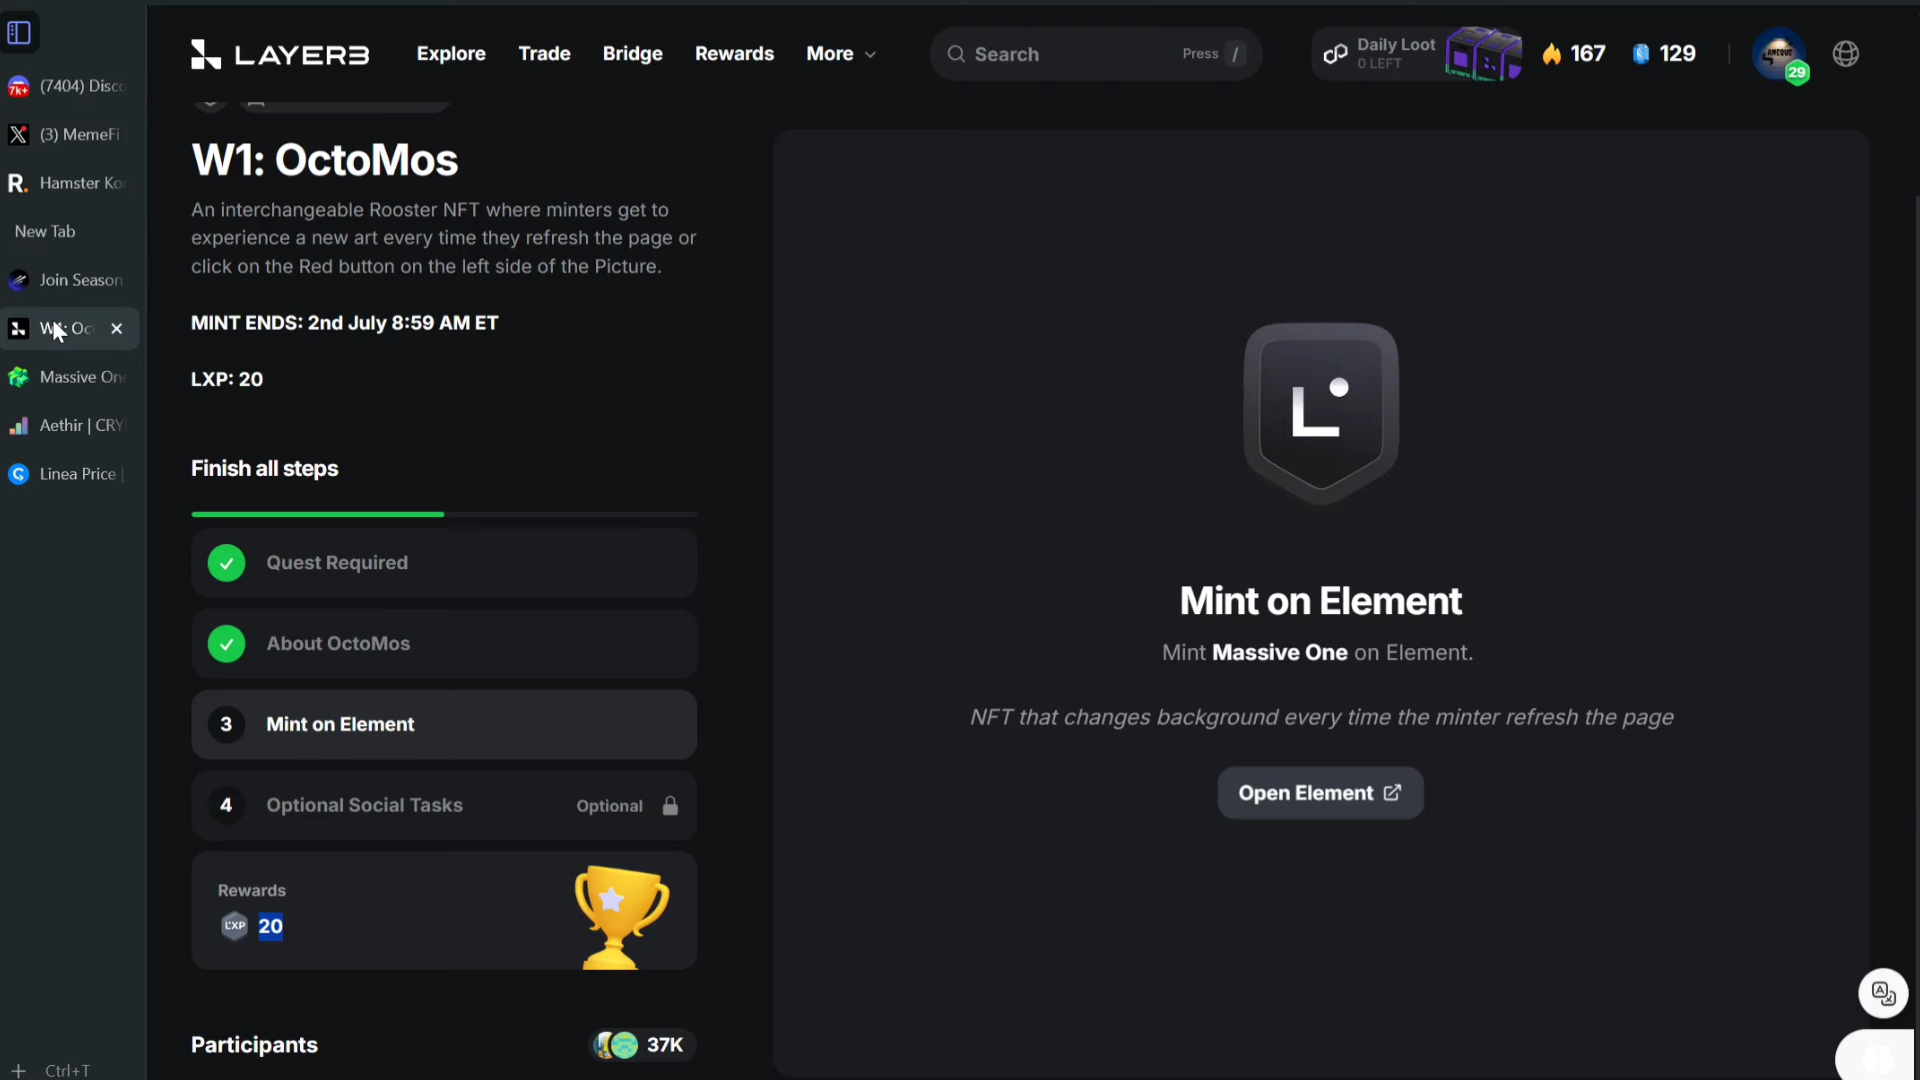 7k+
(7404) Disco
(3) MemeFi
R.
Hamster Ko
New Tab
Join Season
W1: Oc
Massive On
Aethir | CRY
Linea Price |
Ctrl+T
LAYER3
Explore
Trade
Bridge
Rewards
More
Search
Press /
Daily Loot
0 LEFT
167
129
29
W1: OctoMos
An interchangeable Rooster NFT where minters get to
experience a new art every time they refresh the page or
click on the Red button on the left side of the Picture.
MINT ENDS: 2nd July 8:59 AM ET
LXP: 20
Finish all steps
Quest Required
About OctoMos
3 Mint on Element
4 Optional Social Tasks Optional
Rewards
LXP 20
Participants
37K
Mint on Element
Mint Massive One on Element.
NFT that changes background every time the minter refresh the page
Open Element